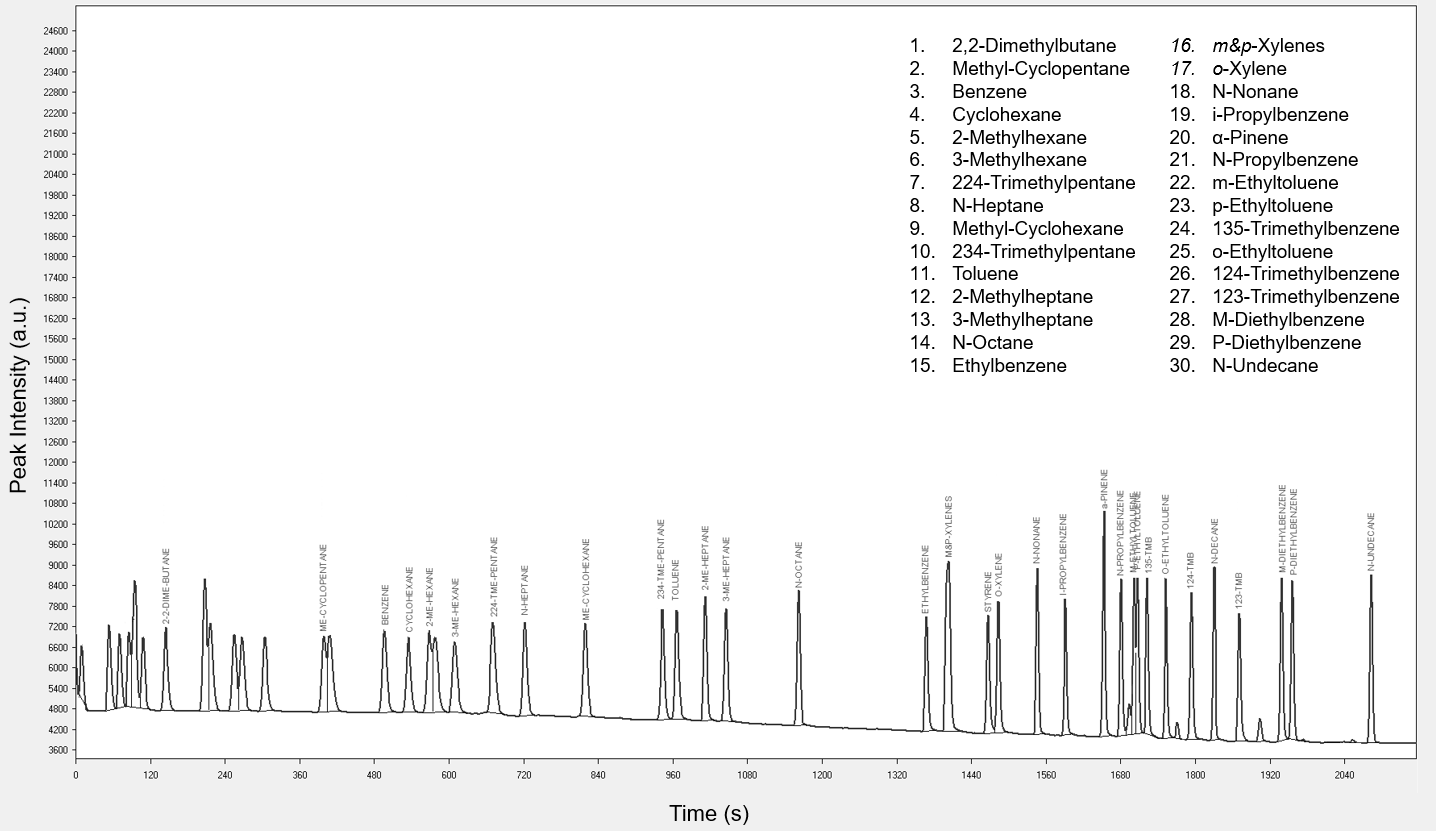 24600
24000
23400
22800
22200
21600
21000
20400
19800
19200
18600
18000
17400
16800
16200
15600
15000
14400
13800
13200
12600
12000
11400
10800
10200
9600
9000
8400
7800
7200
6600
6000
5400
4800
4200
3600
Peak Intensity (a.u.)
1. 2,2-Dimethylbutane
2. Methyl-Cyclopentane
3. Benzene
4. Cyclohexane
5. 2-Methylhexane
6. 3-Methylhexane
7. 224-Trimethylpentane
8. N-Heptane
9. Methyl-Cyclohexane
10. 234-Trimethylpentane
11. Toluene
12. 2-Methylheptane
13. 3-Methylheptane
14. N-Octane
15. Ethylbenzene
16. m&p-Xylenes
17. o-Xylene
18. N-Nonane
19. i-Propylbenzene
20. α-Pinene
21. N-Propylbenzene
22. m-Ethyltoluene
23. p-Ethyltoluene
24. 135-Trimethylbenzene
25. o-Ethyltoluene
26. 124-Trimethylbenzene
27. 123-Trimethylbenzene
28. M-Diethylbenzene
29. P-Diethylbenzene
30. N-Undecane
2-2-DIME-BUTANE
ME-CYCLOPENTANE
BENZENE
CYCLOHEXANE
2-ME-HEXANE
3-ME-HEXANE
224-TME-PENTANE
N-HEPTANE
ME-CYCLOHEXANE
234-TME-PENTANE
TOLUENE
2-ME-HEPTANE
3-ME-HEPTANE
N-OCTANE
ETHYLBENZENE
M&P-XYLENES
STYRENE
O-XYLENE
N-NONANE
I-PROPYLBENZENE
a-PINENE
N-PROPYLBENZENE
M-ETHYLTOLUENE
P-ETHYLTOLUENE
135-TMB
O-ETHYLTOLUENE
124-TMB
N-DECANE
123-TMB
M-DIETHYLBENZENE
P-DIETHYLBENZENE
N-UNDECANE
0 120 240 360 480 600 720 840 960 1080 1200 1320 1440 1560 1680 1800 1920 2040
Time (s)